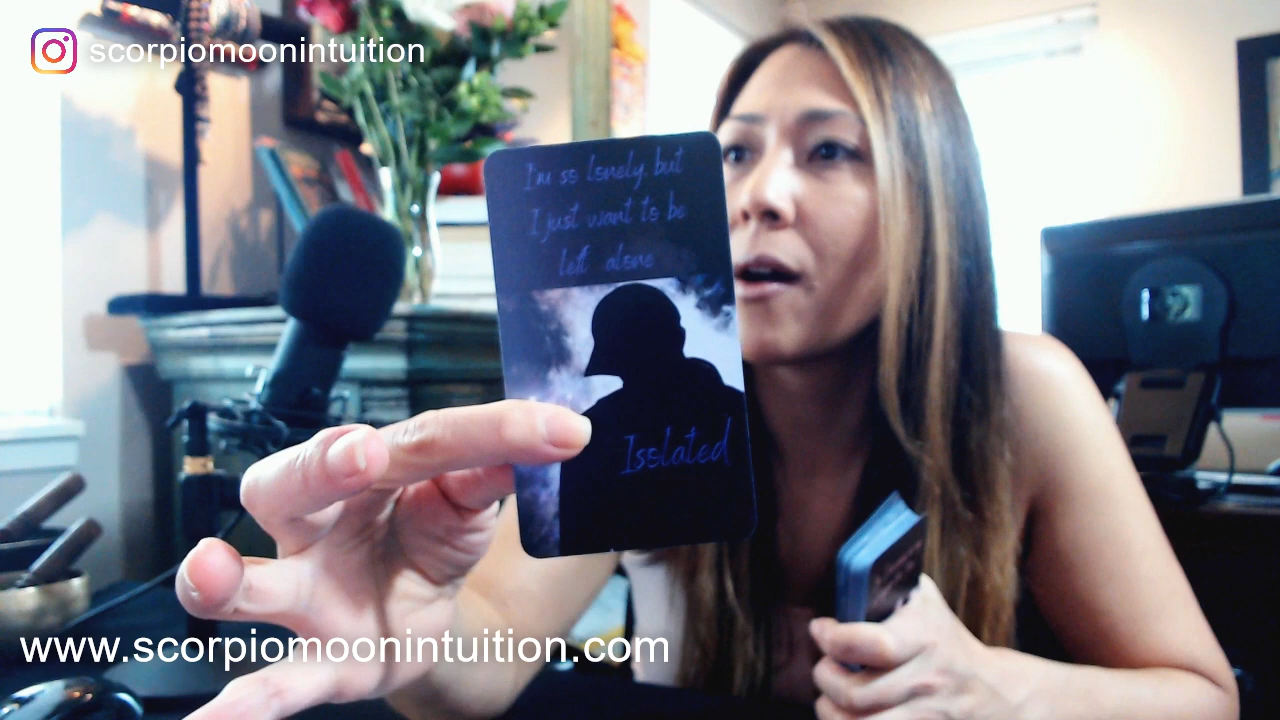 scorpiomoonintuition
I'm so lonely, but
I just want to be
left alone
Isolated
www.scorpiomoonintuition.com